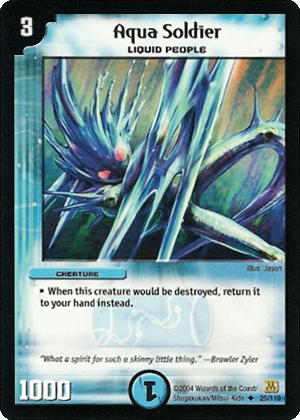 3
Aqua Soldier
LIQUID PEOPLE
illus. Jason
CREATURE
▪ When this creature would be destroyed, return it
to your hand instead.
"What a spirit for such a skinny little thing." —Brawler Zyler
1000
©2004 Wizards of the Coast/
Shogakukan/Mitsui-Kids ◆ 25/110